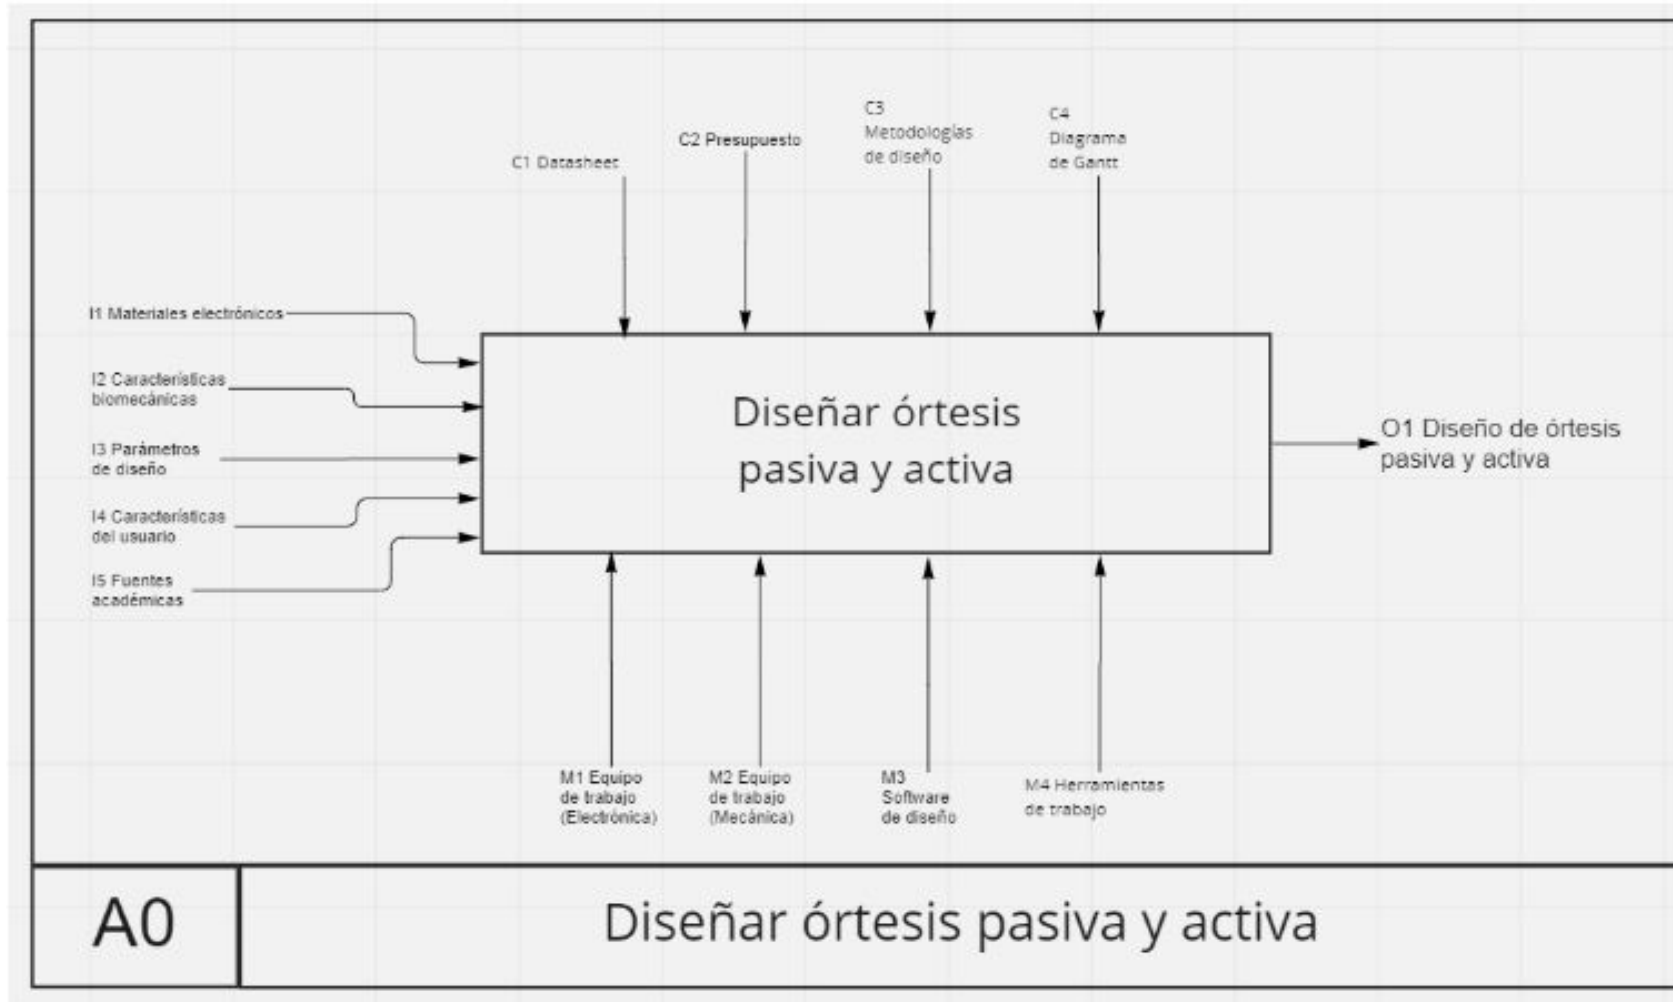 C1 Datasheet
C2 Presupuesto
C3
Metodologías
de diseño
C4
Diagrama
de Gantt
I1 Materiales electrónicos
I2 Características
biomecánicas
I3 Parámetros
de diseño
I4 Características
del usuario
I5 Fuentes
académicas
Diseñar órtesis
pasiva y activa
O1 Diseño de órtesis
pasiva y activa
M1 Equipo
de trabajo
(Electrónica)
M2 Equipo
de trabajo
(Mecánica)
M3
Software
de diseño
M4 Herramientas
de trabajo
A0
Diseñar órtesis pasiva y activa